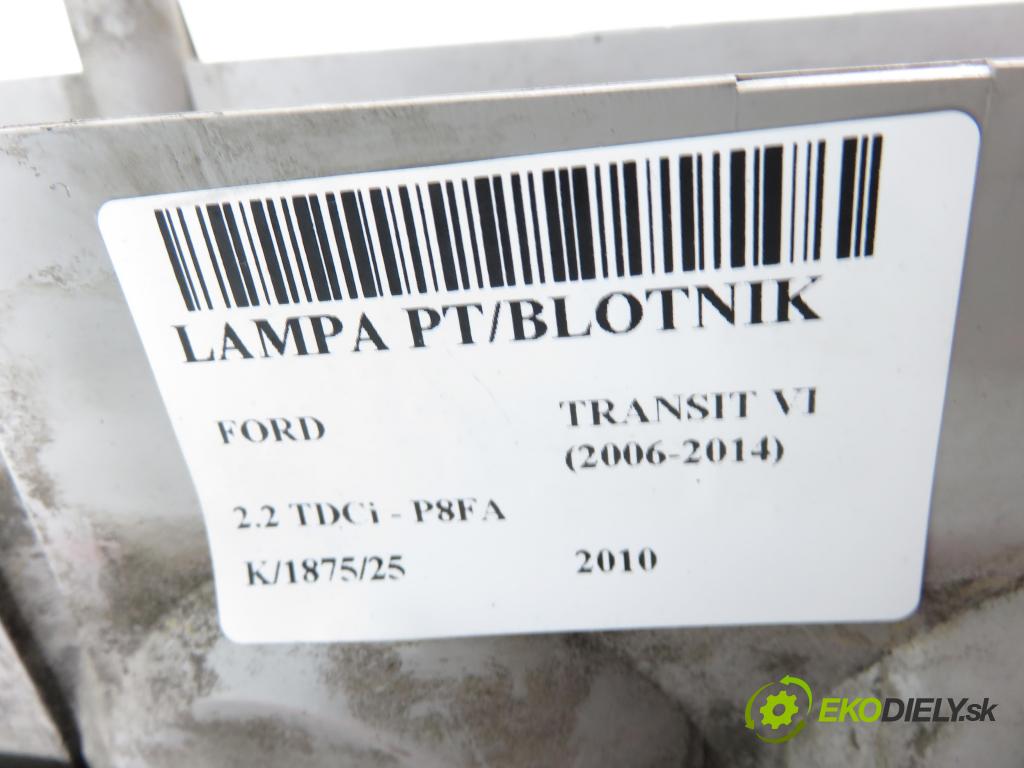 LAMPA PT/BLOTNIK
FORD TRANSIT VI
(2006-2014)
2.2 TDCi - P8FA
K/1875/25 2010
EKODIELY.sk